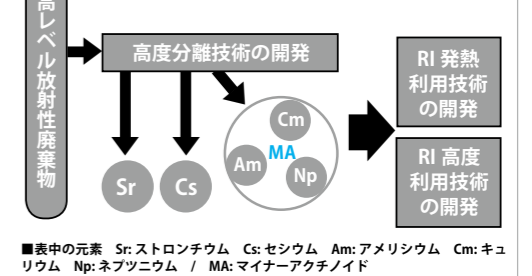 高レベル放射性廃棄物
高度分離技術の開発
Sr
Cs
Cm
MA
Am
Np
RI 発熱
利用技術
の開発
RI 高度
利用技術
の開発
■表中の元素　Sr: ストロンチウム　Cs: セシウム　Am: アメリシウム　Cm: キュ
リウム　Np: ネプツニウム　/　MA: マイナーアクチノイド